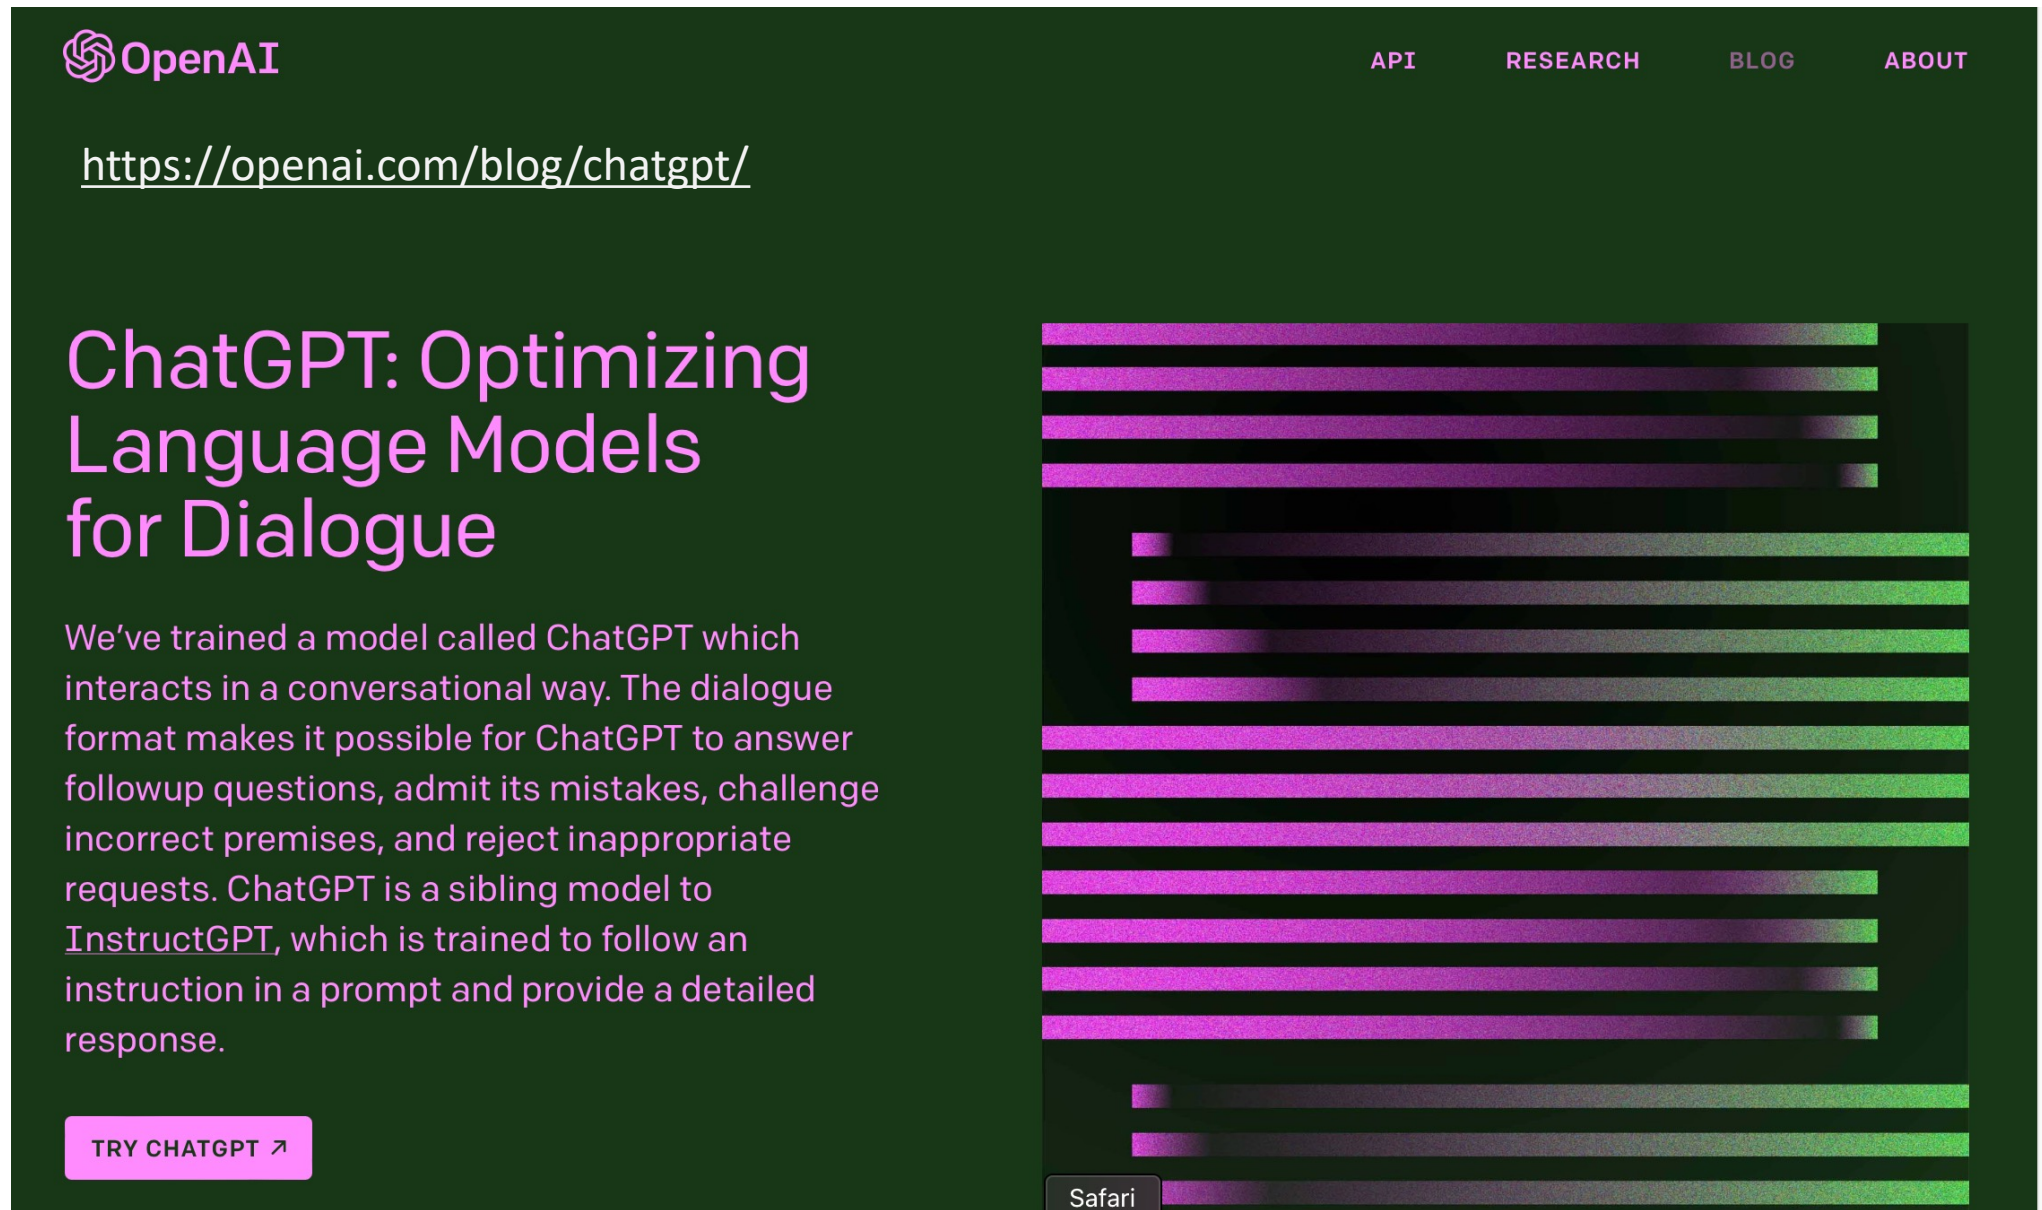 OpenAI
API RESEARCH BLOG ABOUT
https://openai.com/blog/chatgpt/
ChatGPT: Optimizing
Language Models
for Dialogue
We’ve trained a model called ChatGPT which
interacts in a conversational way. The dialogue
format makes it possible for ChatGPT to answer
followup questions, admit its mistakes, challenge
incorrect premises, and reject inappropriate
requests. ChatGPT is a sibling model to
InstructGPT, which is trained to follow an
instruction in a prompt and provide a detailed
response.
TRY CHATGPT ↗
Safari